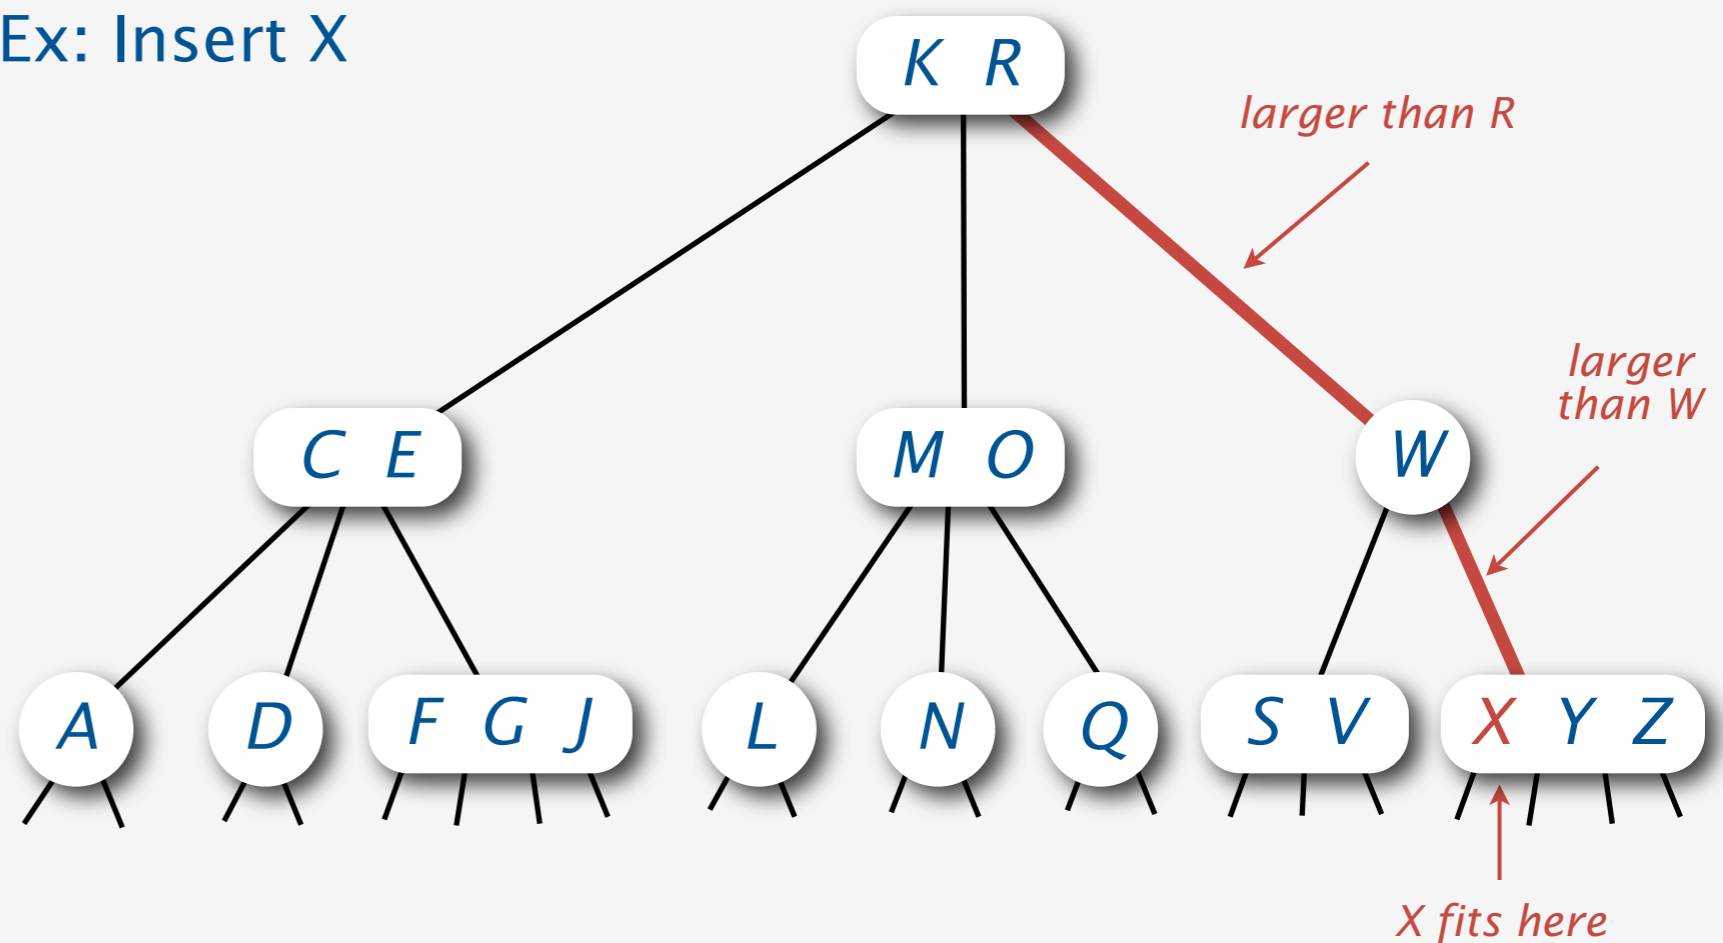 Ex: Insert X
K R
larger than R
larger
than W
C E
M O
W
A
D
F G J
L
N
Q
S V
X Y Z
X fits here